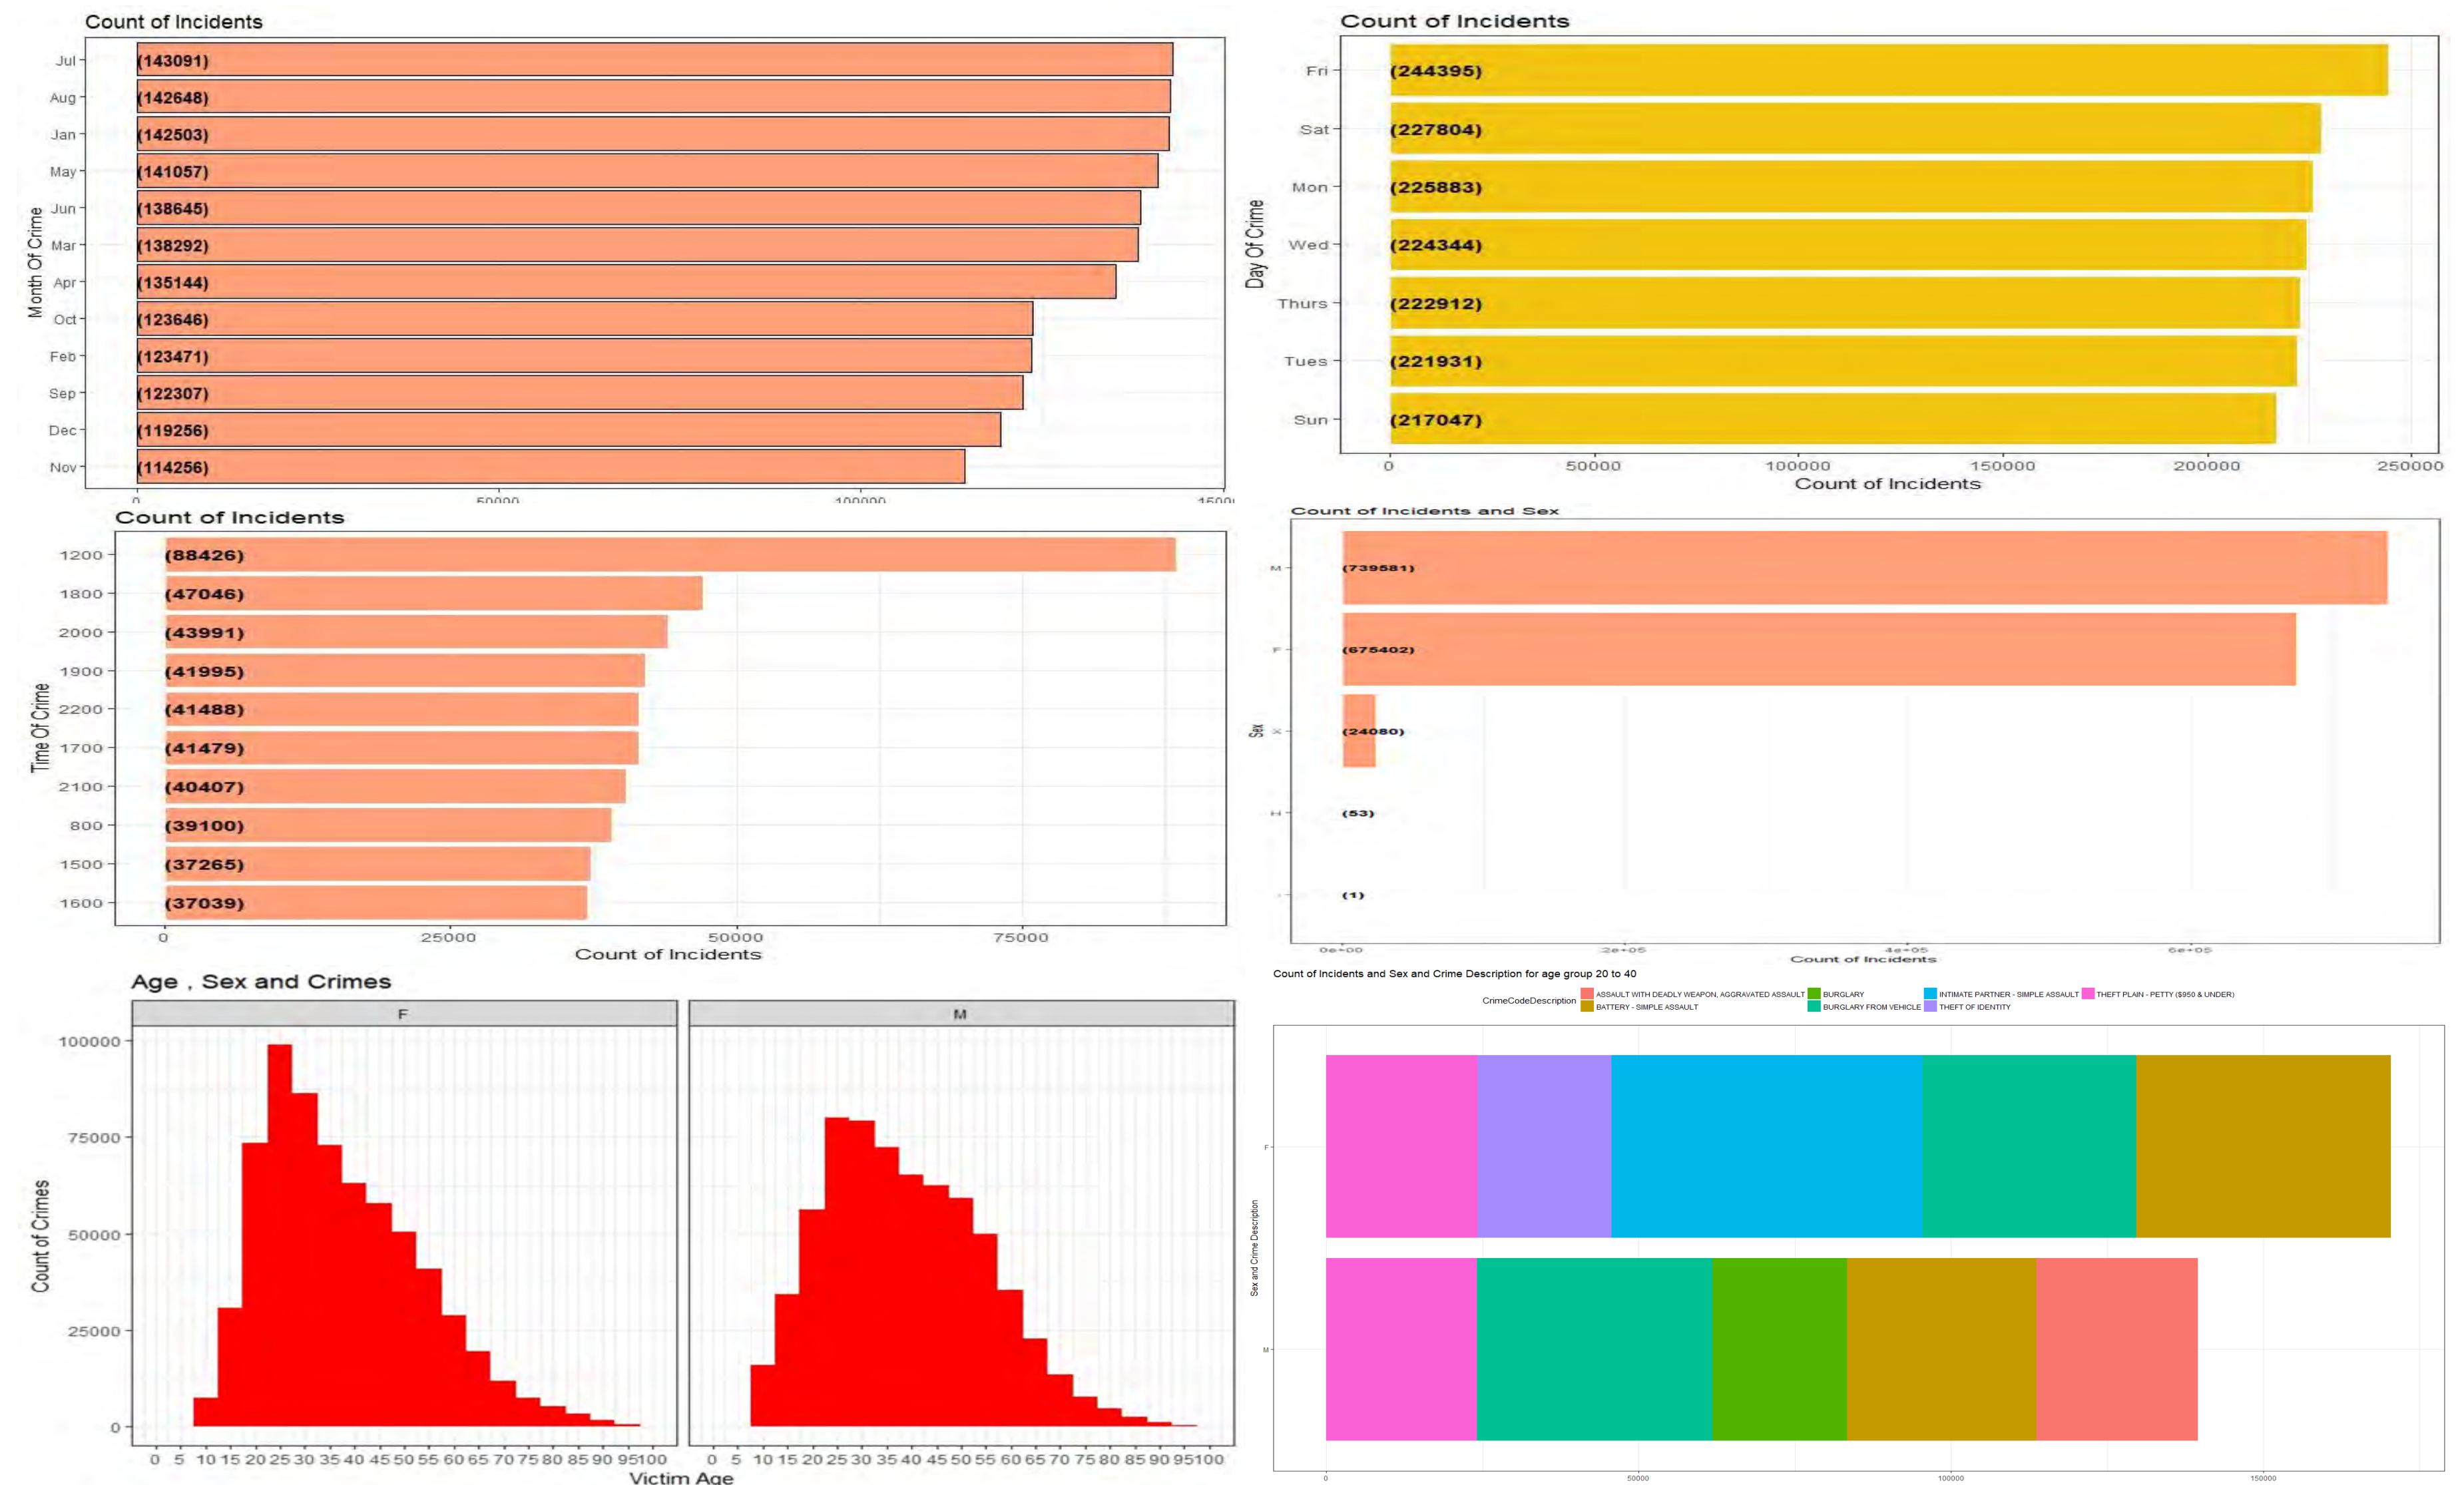 Count of Incidents
Month Of Crime
Jul (143091)
Aug (142648)
Jan (142503)
May (141057)
Jun (138645)
Mar (138292)
Apr (135144)
Oct (123646)
Feb (123471)
Sep (122307)
Dec (119256)
Nov (114256)
0 50000 100000
Count of Incidents
Day Of Crime
Fri (244395)
Sat (227804)
Mon (225883)
Wed (224344)
Thurs (222912)
Tues (221931)
Sun (217047)
0 50000 100000 150000 200000 250000
Count of Incidents
Count of Incidents
Time Of Crime
1200 (88426)
1800 (47046)
2000 (43991)
1900 (41995)
2200 (41488)
1700 (41479)
2100 (40407)
800 (39100)
1500 (37265)
1600 (37039)
0 25000 50000 75000
Count of Incidents
Count of Incidents and Sex
Sex
M (739581)
F (675402)
X (24080)
H (53)
- (1)
0e+00 2e+05 4e+05 6e+05
Count of Incidents
Age , Sex and Crimes
F M
Count of Crimes
100000
75000
50000
25000
0
0 5 10 15 20 25 30 35 40 45 50 55 60 65 70 75 80 85 90 95 100
0 5 10 15 20 25 30 35 40 45 50 55 60 65 70 75 80 85 90 95 100
Victim Age
Count of Incidents and Sex and Crime Description for age group 20 to 40
CrimeCodeDescription
ASSAULT WITH DEADLY WEAPON, AGGRAVATED ASSAULT BURGLARY INTIMATE PARTNER - SIMPLE ASSAULT THEFT PLAIN - PETTY ($950 & UNDER)
BATTERY - SIMPLE ASSAULT BURGLARY FROM VEHICLE THEFT OF IDENTITY
Sex and Crime Description
F
M
0 50000 100000 150000